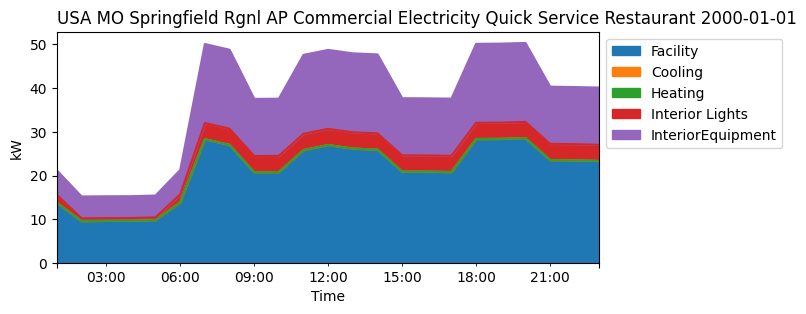 USA MO Springfield Rgnl AP Commercial Electricity Quick Service Restaurant 2000-01-01
50
40
30
20
10
0
kW
03:00 06:00 09:00 12:00 15:00 18:00 21:00
Time
Facility
Cooling
Heating
Interior Lights
InteriorEquipment